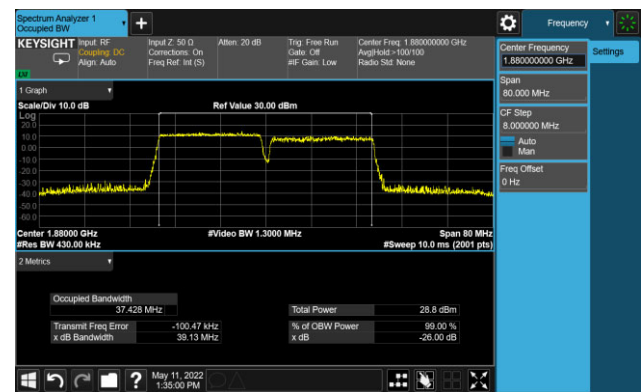 Spectrum Analyzer 1
Occupied BW
Frequency
KEYSIGHT
Input: RF
Coupling: DC
Align: Auto
Input Z: 50 Ω
Corrections: On
Freq Ref: Int (S)
Atten: 20 dB
Trig: Free Run
Gate: Off
#IF Gain: Low
Center Freq: 1.880000000 GHz
Avg|Hold:>100/100
Radio Std: None
Center Frequency
1.880000000 GHz
Settings
Span
80.000 MHz
CF Step
8.000000 MHz
Auto
Man
Freq Offset
0 Hz
1 Graph
Scale/Div 10.0 dB
Ref Value 30.00 dBm
Log
20.0
10.0
0.00
-10.0
-20.0
-30.0
-40.0
-50.0
-60.0
Center 1.88000 GHz
#Video BW 1.3000 MHz
Span 80 MHz
#Res BW 430.00 kHz
#Sweep 10.0 ms (2001 pts)
2 Metrics
Occupied Bandwidth
37.428 MHz
Total Power
28.8 dBm
Transmit Freq Error
-100.47 kHz
% of OBW Power
99.00 %
x dB Bandwidth
39.13 MHz
x dB
-26.00 dB
?
May 11, 2022
1:35:00 PM